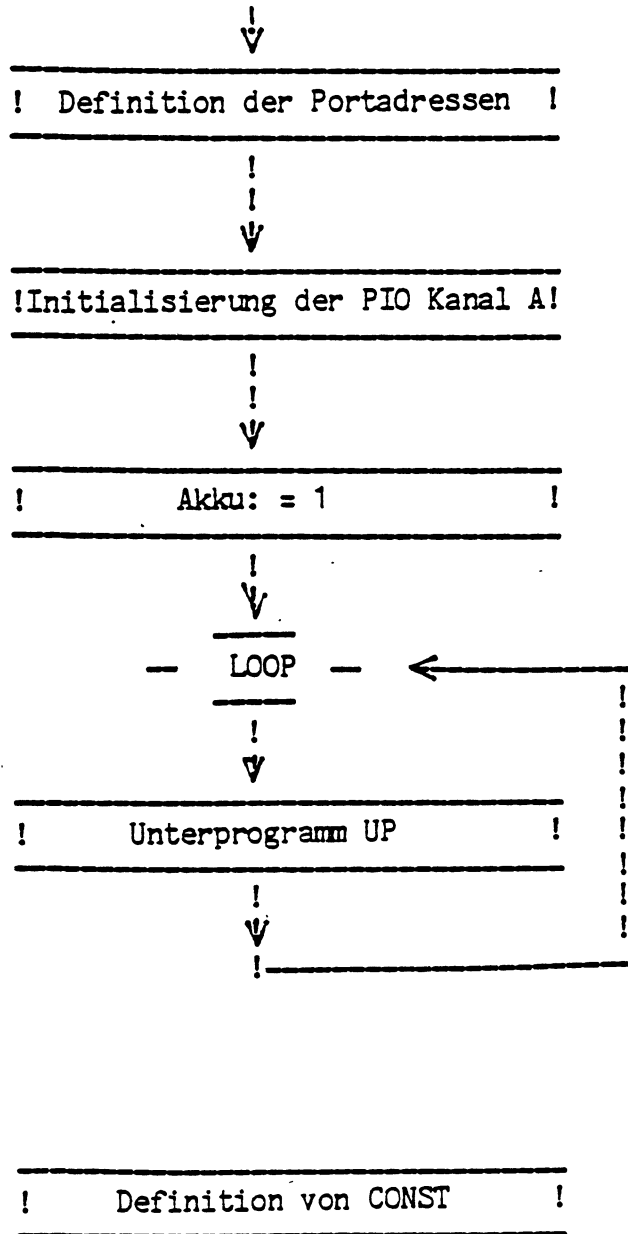 ! Definition der Portadressen !
!Initialisierung der PIO Kanal A!
! Akku: = 1 !
LOOP
! Unterprogramm UP !
! Definition von CONST !